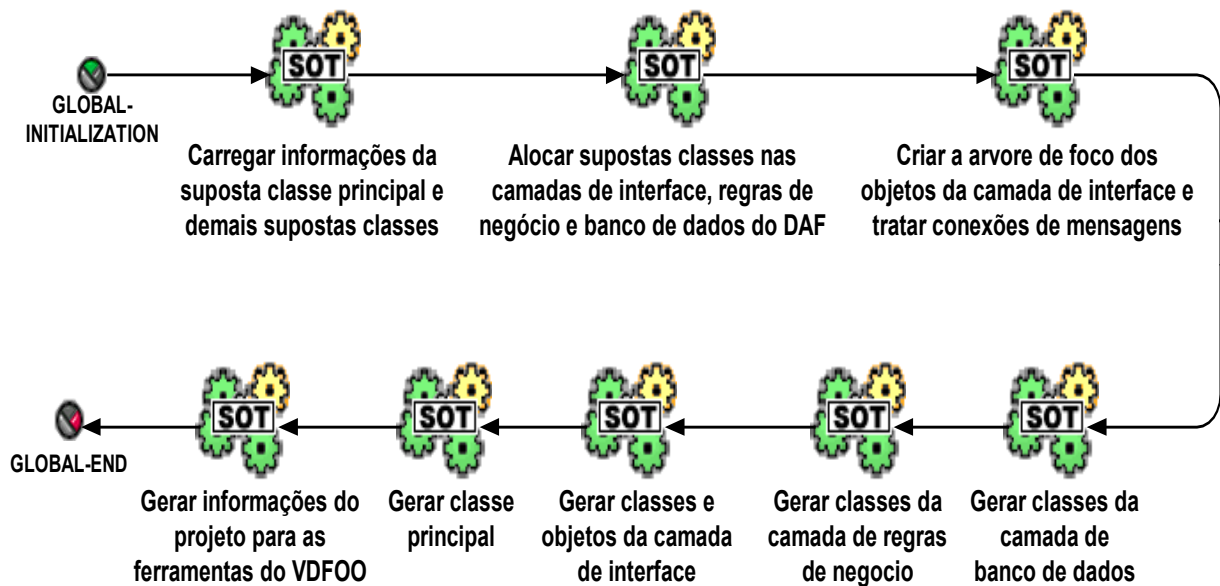 SOT
SOT
SOT
GLOBAL-
INITIALIZATION
Carregar informações da
suposta classe principal e
demais supostas classes
Alocar supostas classes nas
camadas de interface, regras de
negócio e banco de dados do DAF
Criar a arvore de foco dos
objetos da camada de interface e
tratar conexões de mensagens
SOT
SOT
SOT
SOT
SOT
GLOBAL-END
Gerar informações do
projeto para as
ferramentas do VDFOO
Gerar classe
principal
Gerar classes e
objetos da camada
de interface
Gerar classes da
camada de regras
de negocio
Gerar classes da
camada de
banco de dados